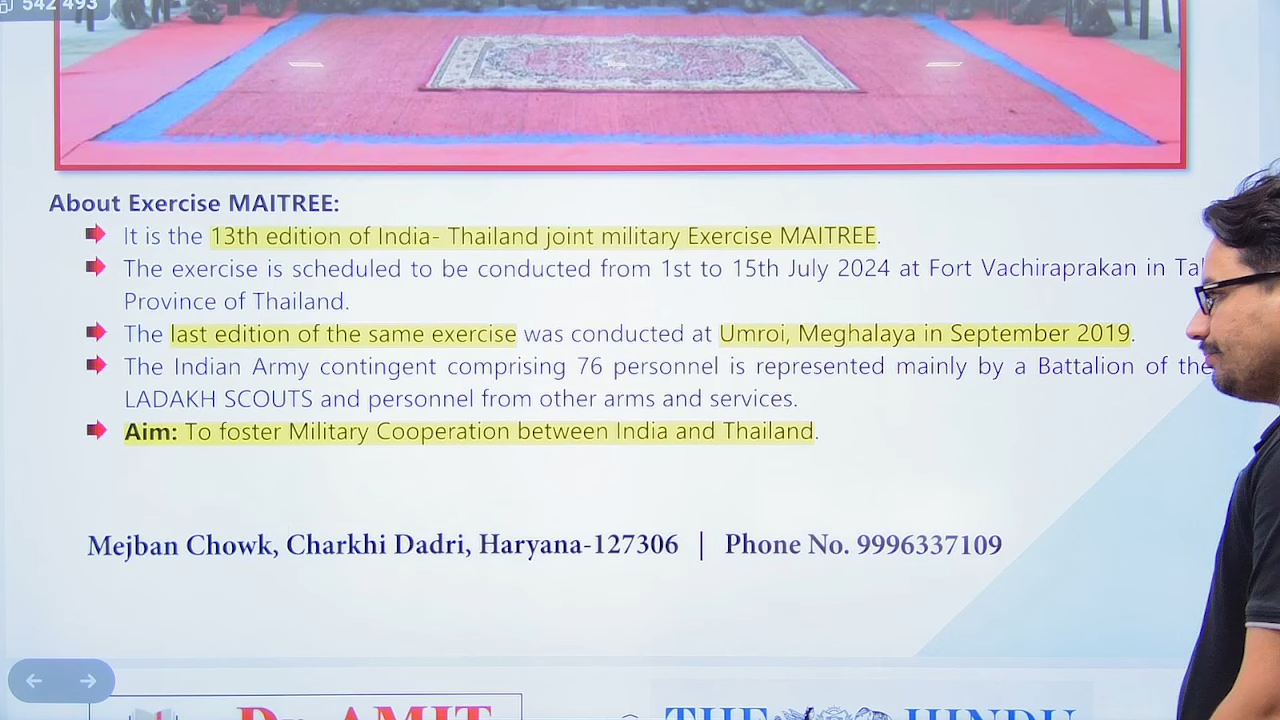 542 493
About Exercise MAITREE:
It is the 13th edition of India- Thailand joint military Exercise MAITREE.
The exercise is scheduled to be conducted from 1st to 15th July 2024 at Fort Vachiraprakan in
Province of Thailand.
The last edition of the same exercise was conducted at Umroi, Meghalaya in September 2019.
The Indian Army contingent comprising 76 personnel is represented mainly by a Battalion of the
LADAKH SCOUTS and personnel from other arms and services.
Aim: To foster Military Cooperation between India and Thailand.
Mejban Chowk, Charkhi Dadri, Haryana-127306 | Phone No. 9996337109
Dr. AMIT
THE HINDU